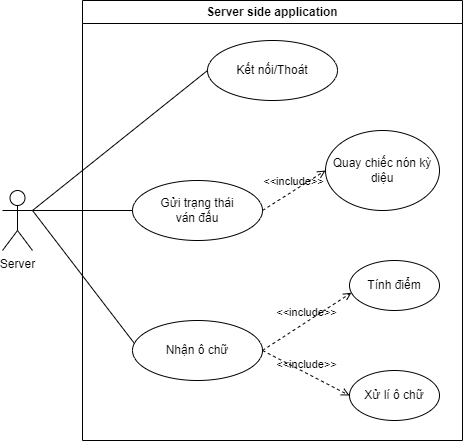 Server side application
Kết nối/Thoát
Quay chiếc nón kỳ
diệu
<<include>>
Gửi trạng thái
ván đấu
Server
Tính điểm
<<include>>
Nhận ô chữ
<<include>>
Xử lí ô chữ